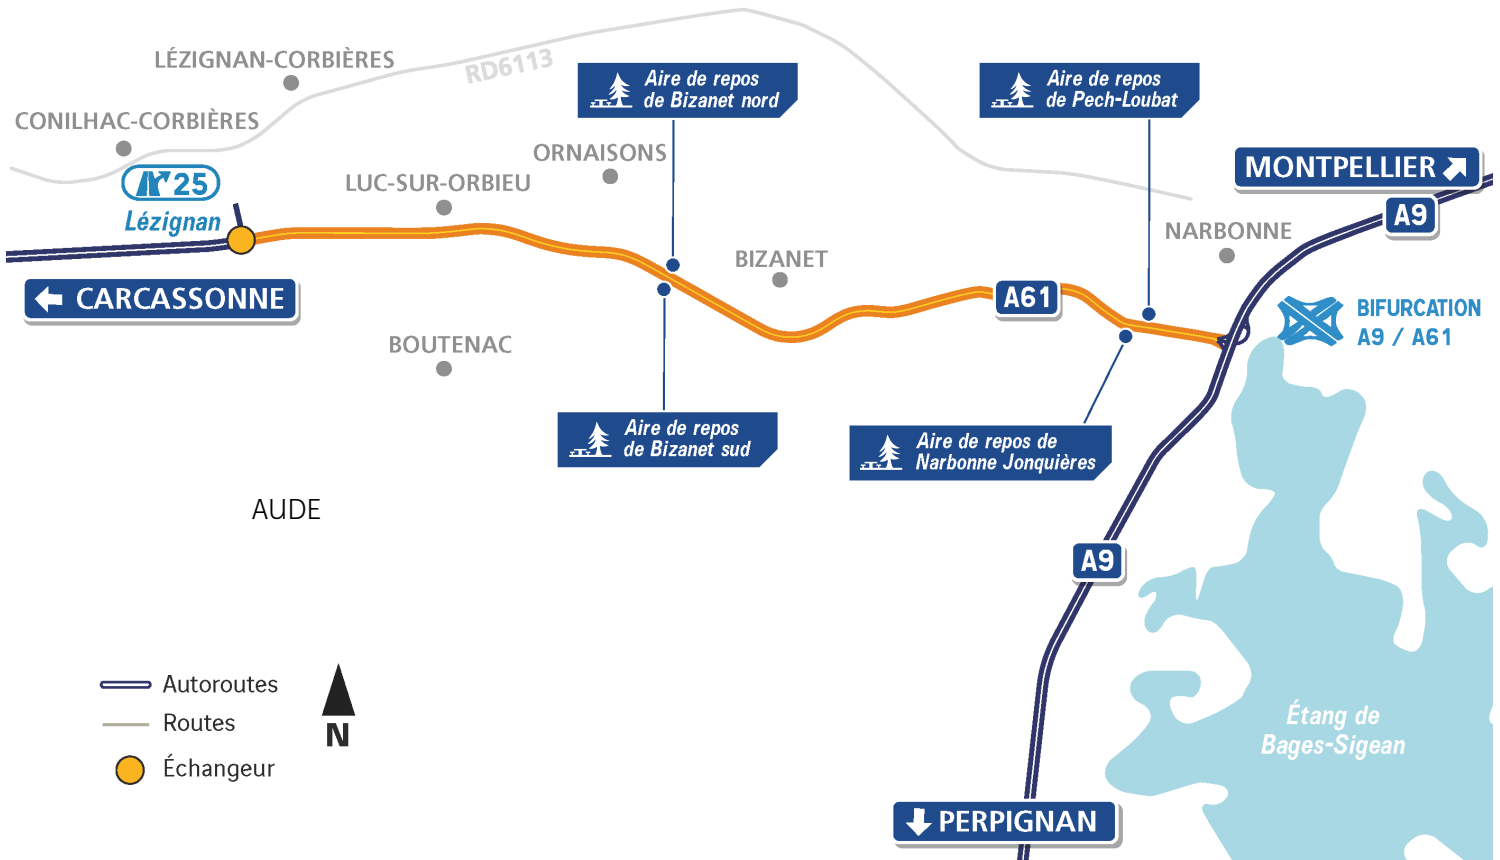 LÉZIGNAN-CORBIÈRES
RD6113
Aire de repos
de Bizanet nord
Aire de repos
de Pech-Loubat
CONILHAC-CORBIÈRES
ORNAISONS
MONTPELLIER
25
LUC-SUR-ORBIEU
Lézignan
A9
NARBONNE
BIZANET
CARCASSONNE
A61
BIFURCATION
A9 / A61
BOUTENAC
Aire de repos
de Bizanet sud
Aire de repos de
Narbonne Jonquières
AUDE
A9
Autoroutes
Routes
Échangeur
N
Étang de
Bages-Sigean
PERPIGNAN